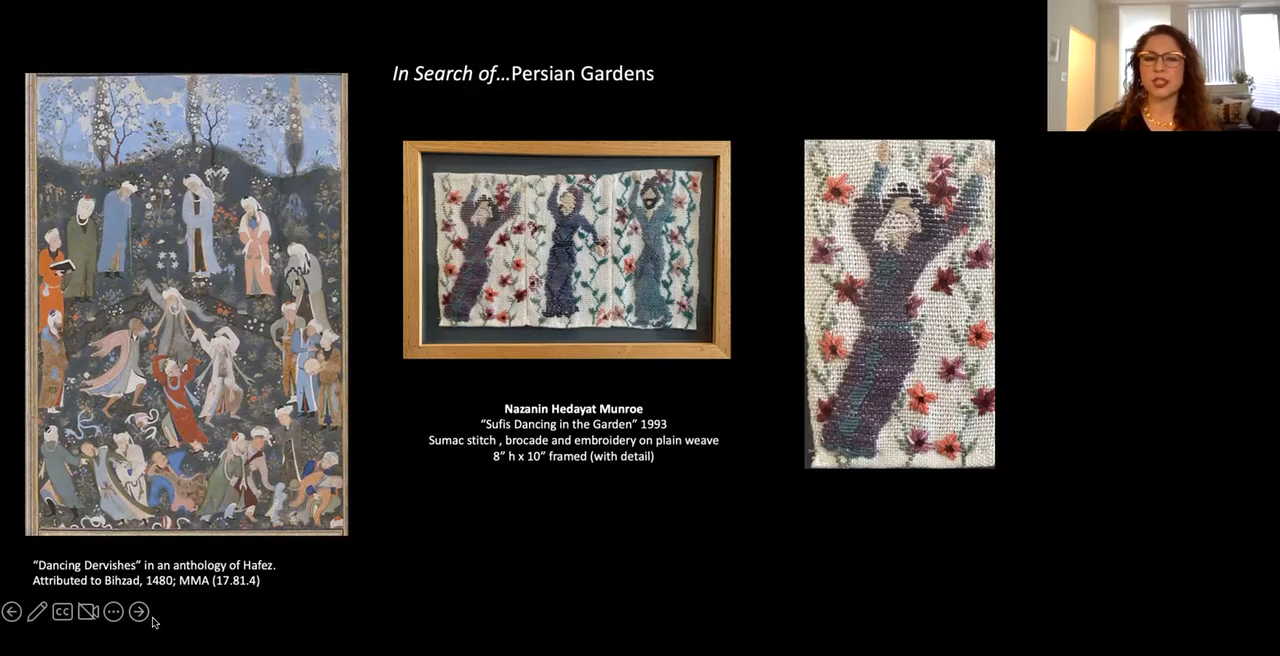 In Search of...Persian Gardens
Nazanin Hedayat Munroe
“Sufis Dancing in the Garden” 1993
Sumac stitch , brocade and embroidery on plain weave
8” h x 10” framed (with detail)
“Dancing Dervishes” in an anthology of Hafez.
Attributed to Bihzad, 1480; MMA (17.81.4)
CC